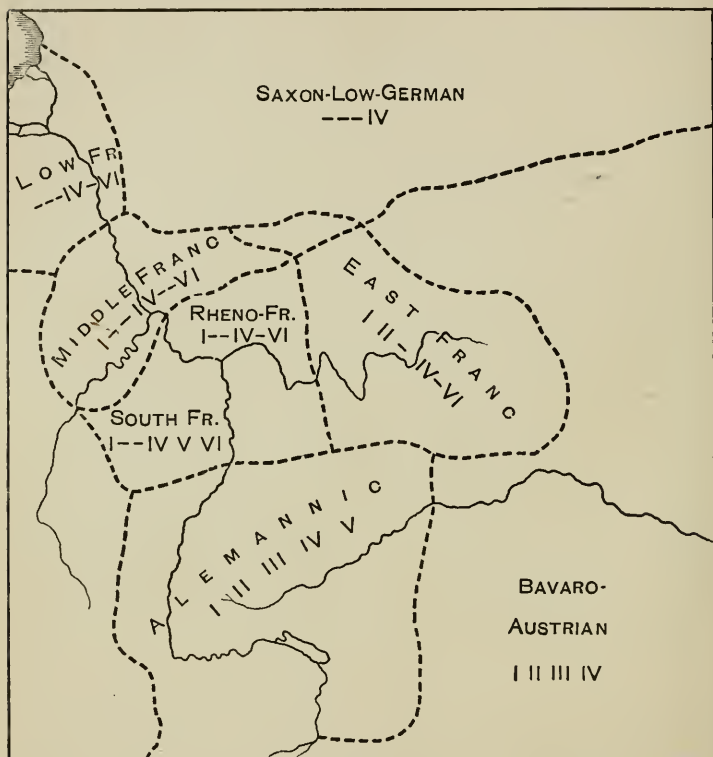 SAXON-LOW-GERMAN
---IV
LOW FR
---IV-VI
MIDDLE FRANC
I--IV--VI
RHENO-FR.
I--IV-VI
EAST FRANC
I II-IV-VI
SOUTH FR.
I--IV V VI
ALEMANNIC
I II III IV V
BAVARO-
AUSTRIAN
I II III IV